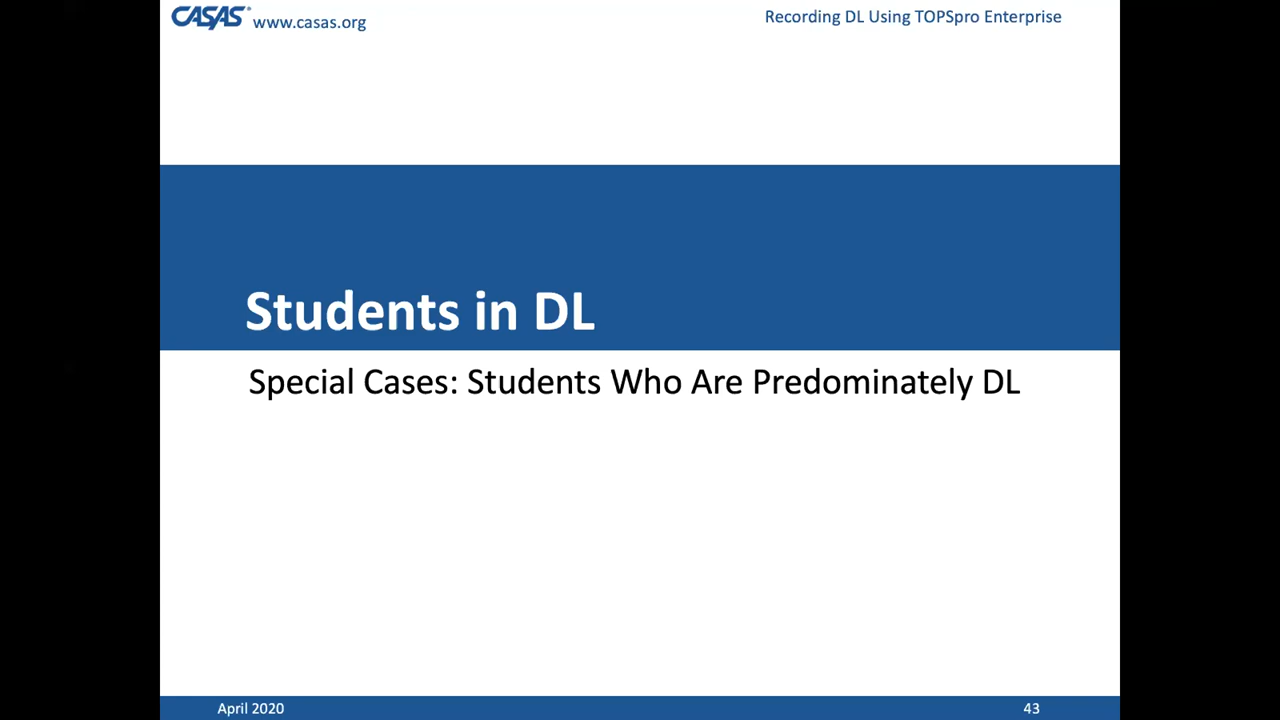 CASAS® www.casas.org
Recording DL Using TOPSpro Enterprise
Students in DL
Special Cases: Students Who Are Predominately DL
April 2020
43